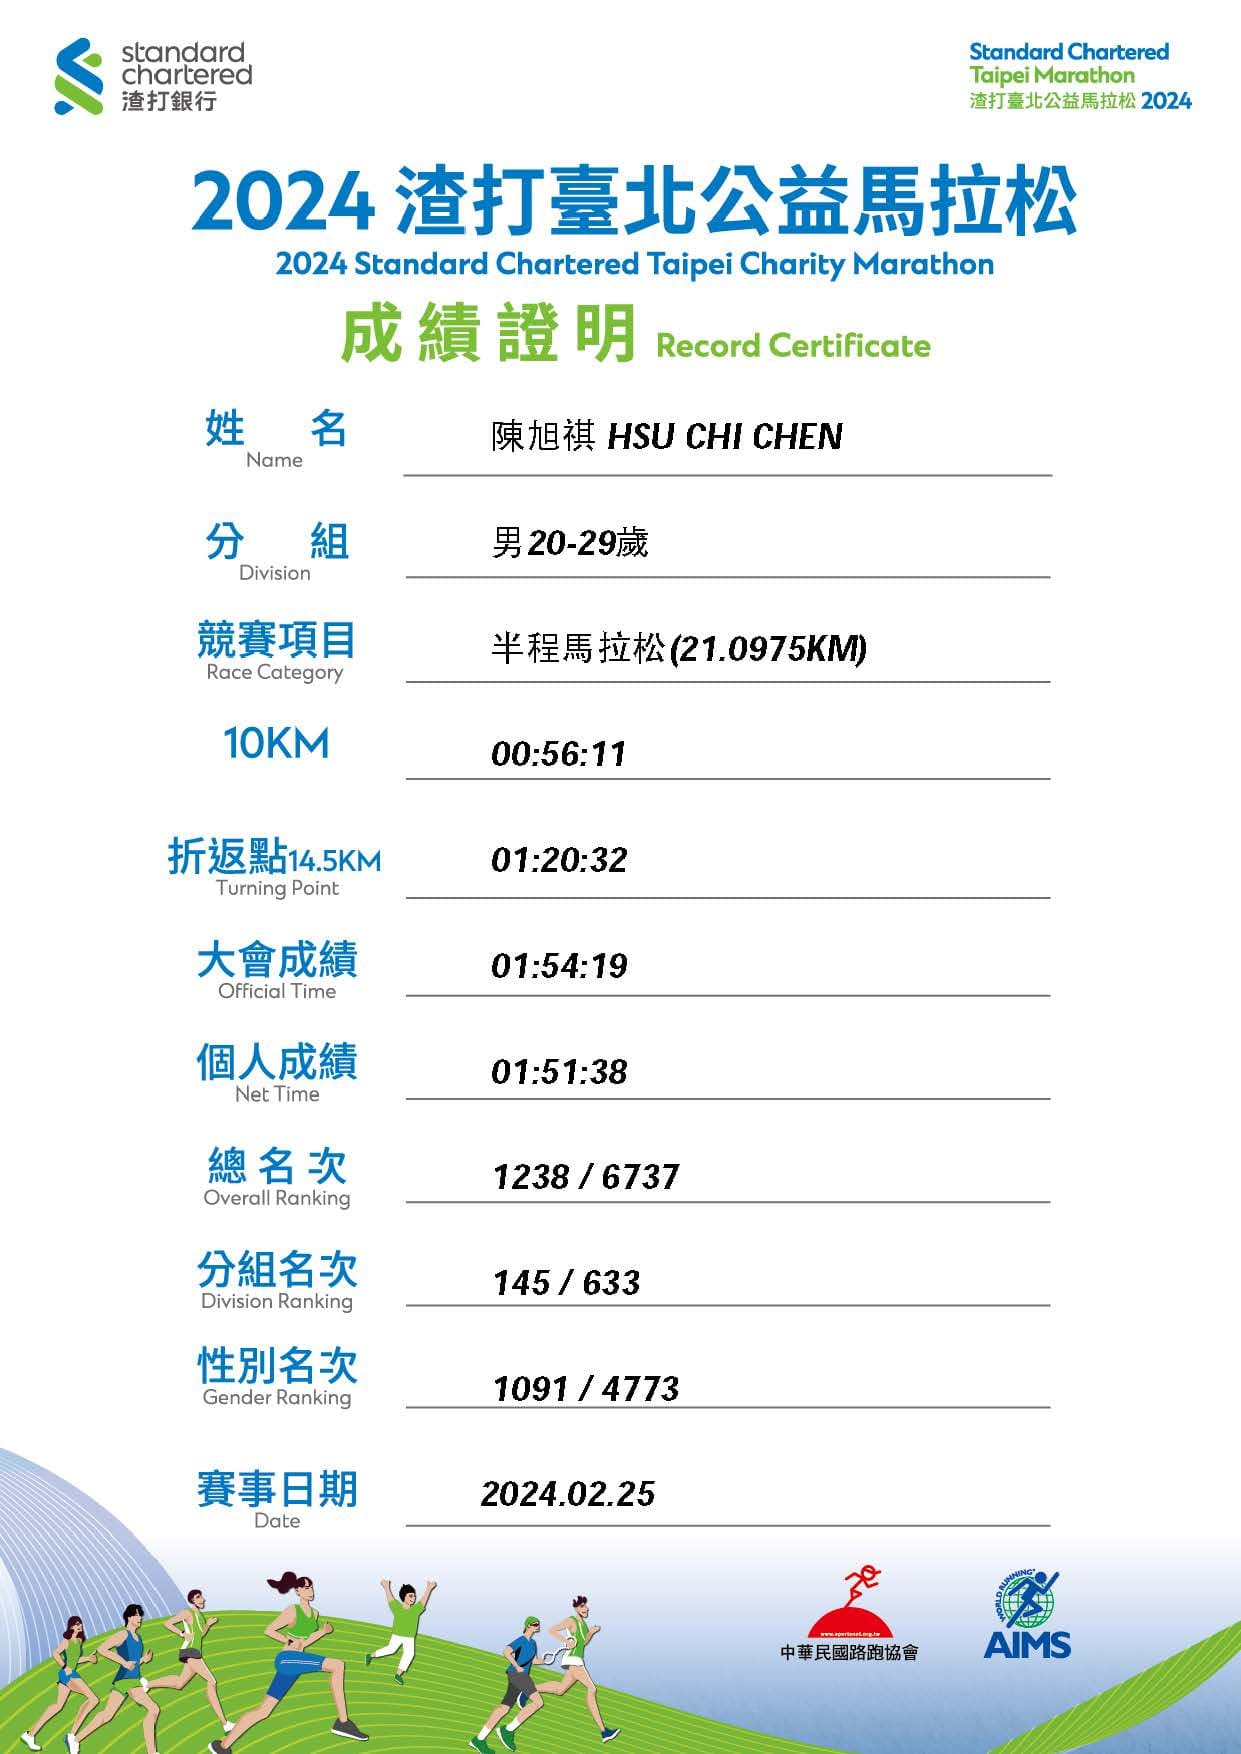 standard
chartered
渣打銀行
Standard Chartered
Taipei Marathon
渣打臺北公益馬拉松 2024
2024 渣打臺北公益馬拉松
2024 Standard Chartered Taipei Charity Marathon
成績證明 Record Certificate
姓名 陳旭祺 HSU CHI CHEN
Name
分組 男20-29歲
Division
競賽項目 半程馬拉松(21.0975KM)
Race Category
10KM 00:56:11
折返點14.5KM 01:20:32
Turning Point
大會成績 01:54:19
Official Time
個人成績 01:51:38
Net Time
總名次 1238 / 6737
Overall Ranking
分組名次 145 / 633
Division Ranking
性別名次 1091 / 4773
Gender Ranking
賽事日期 2024.02.25
Date
www.sportsnet.org.tw
中華民國路跑協會
WORLD RUNNING
AIMS